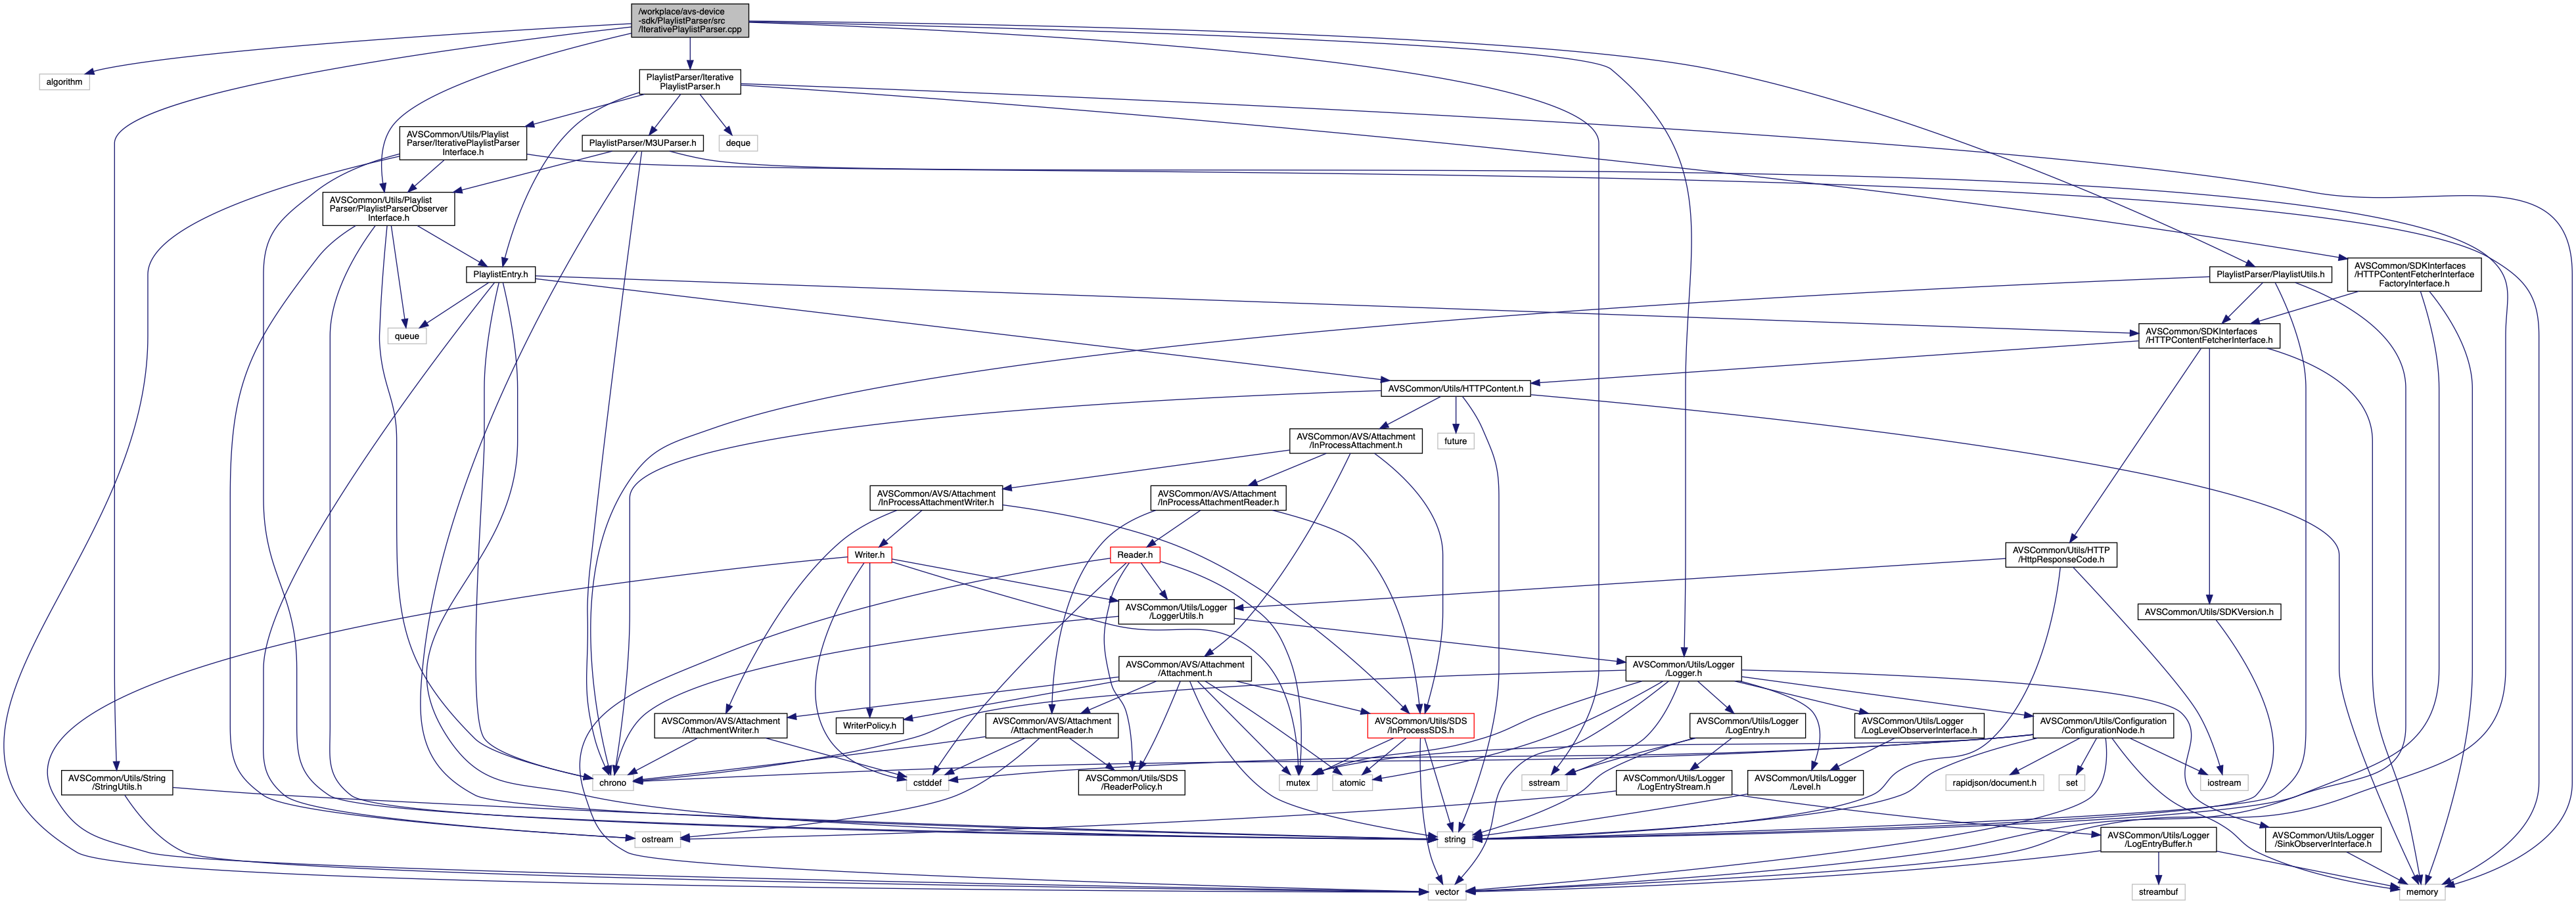 /workplace/avs-device
-sdk/PlaylistParser/src
/IterativePlaylistParser.cpp
algorithm
PlaylistParser/Iterative
PlaylistParser.h
AVSCommon/Utils/Playlist
Parser/IterativePlaylistParser
Interface.h
PlaylistParser/M3UParser.h
deque
AVSCommon/Utils/Playlist
Parser/PlaylistParserObserver
Interface.h
PlaylistEntry.h
PlaylistParser/PlaylistUtils.h
AVSCommon/SDKInterfaces
/HTTPContentFetcherInterface
FactoryInterface.h
queue
AVSCommon/SDKInterfaces
/HTTPContentFetcherInterface.h
AVSCommon/Utils/HTTPContent.h
AVSCommon/AVS/Attachment
/InProcessAttachment.h
future
AVSCommon/AVS/Attachment
/InProcessAttachmentWriter.h
AVSCommon/AVS/Attachment
/InProcessAttachmentReader.h
Writer.h
Reader.h
AVSCommon/Utils/HTTP
/HttpResponseCode.h
AVSCommon/Utils/Logger
/LoggerUtils.h
AVSCommon/Utils/SDKVersion.h
AVSCommon/AVS/Attachment
/Attachment.h
AVSCommon/Utils/Logger
/Logger.h
AVSCommon/AVS/Attachment
/AttachmentWriter.h
WriterPolicy.h
AVSCommon/AVS/Attachment
/AttachmentReader.h
AVSCommon/Utils/SDS
/InProcessSDS.h
AVSCommon/Utils/Logger
/LogEntry.h
AVSCommon/Utils/Logger
/LogLevelObserverInterface.h
AVSCommon/Utils/Configuration
/ConfigurationNode.h
AVSCommon/Utils/String
/StringUtils.h
chrono
cstddef
AVSCommon/Utils/SDS
/ReaderPolicy.h
mutex
atomic
sstream
AVSCommon/Utils/Logger
/LogEntryStream.h
AVSCommon/Utils/Logger
/Level.h
rapidjson/document.h
set
iostream
ostream
string
AVSCommon/Utils/Logger
/LogEntryBuffer.h
AVSCommon/Utils/Logger
/SinkObserverInterface.h
vector
streambuf
memory